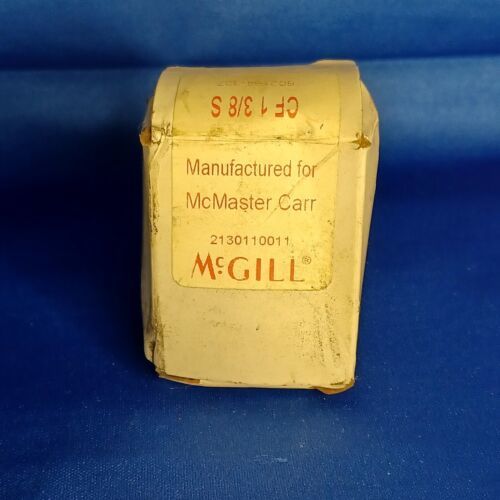 CF 1 3/8 S
Manufactured for
McMaster Carr
2130110011
McGILL®